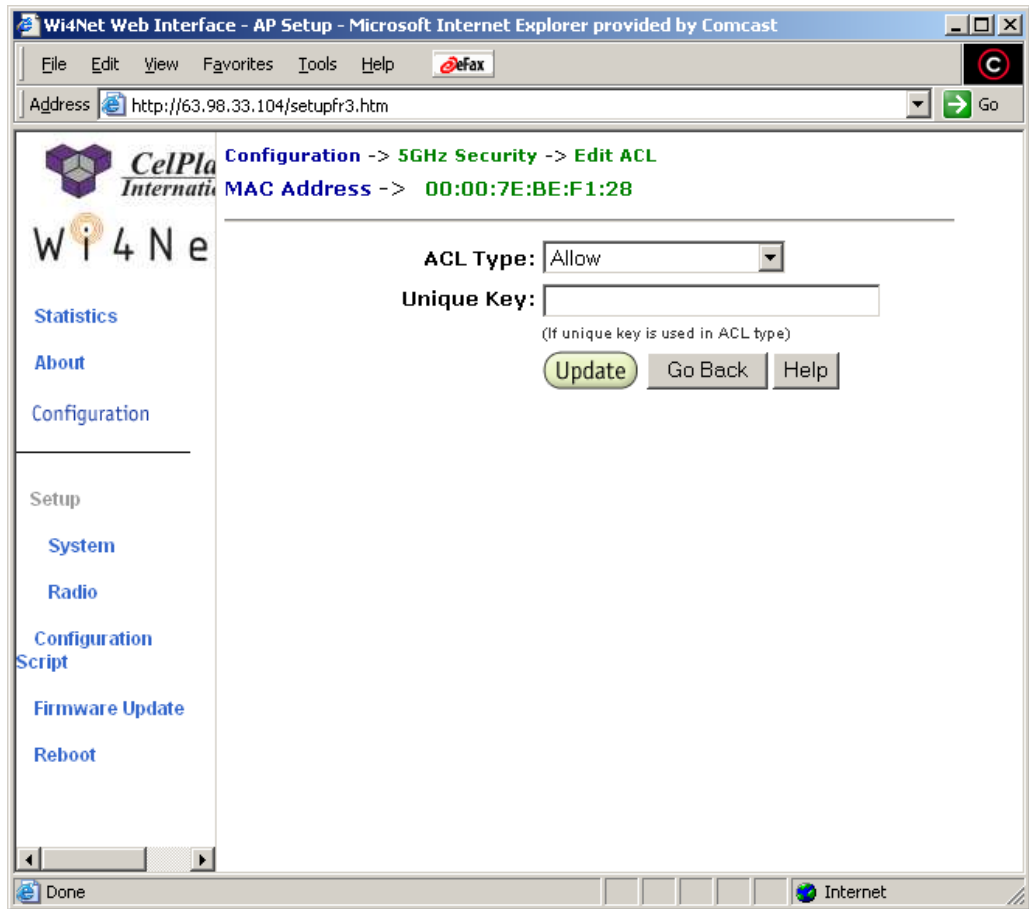 Wi4Net Web Interface - AP Setup - Microsoft Internet Explorer provided by Comcast
File Edit View Favorites Tools Help eFax
Address http://63.98.33.104/setupfr3.htm Go
CelPla
Internati
Wi4Ne
Statistics
About
Configuration
Setup
System
Radio
Configuration
Script
Firmware Update
Reboot
Configuration -> 5GHz Security -> Edit ACL
MAC Address -> 00:00:7E:BE:F1:28
ACL Type: Allow
Unique Key:
(If unique key is used in ACL type)
Update Go Back Help
Done Internet